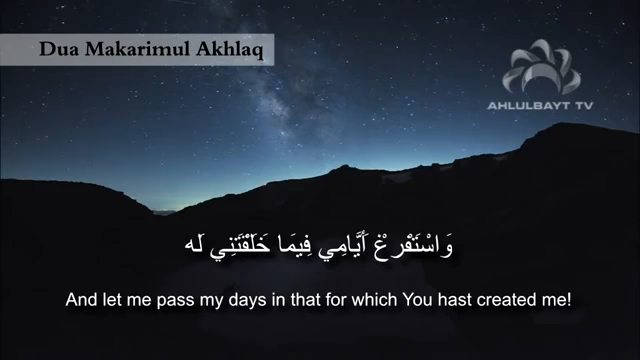 Dua Makarimul Akhlaq
AHLULBAYT TV
وَاسْتَفْرِغْ أَيَّامِي فِيمَا خَلَقْتَنِي لَه
And let me pass my days in that for which You hast created me!